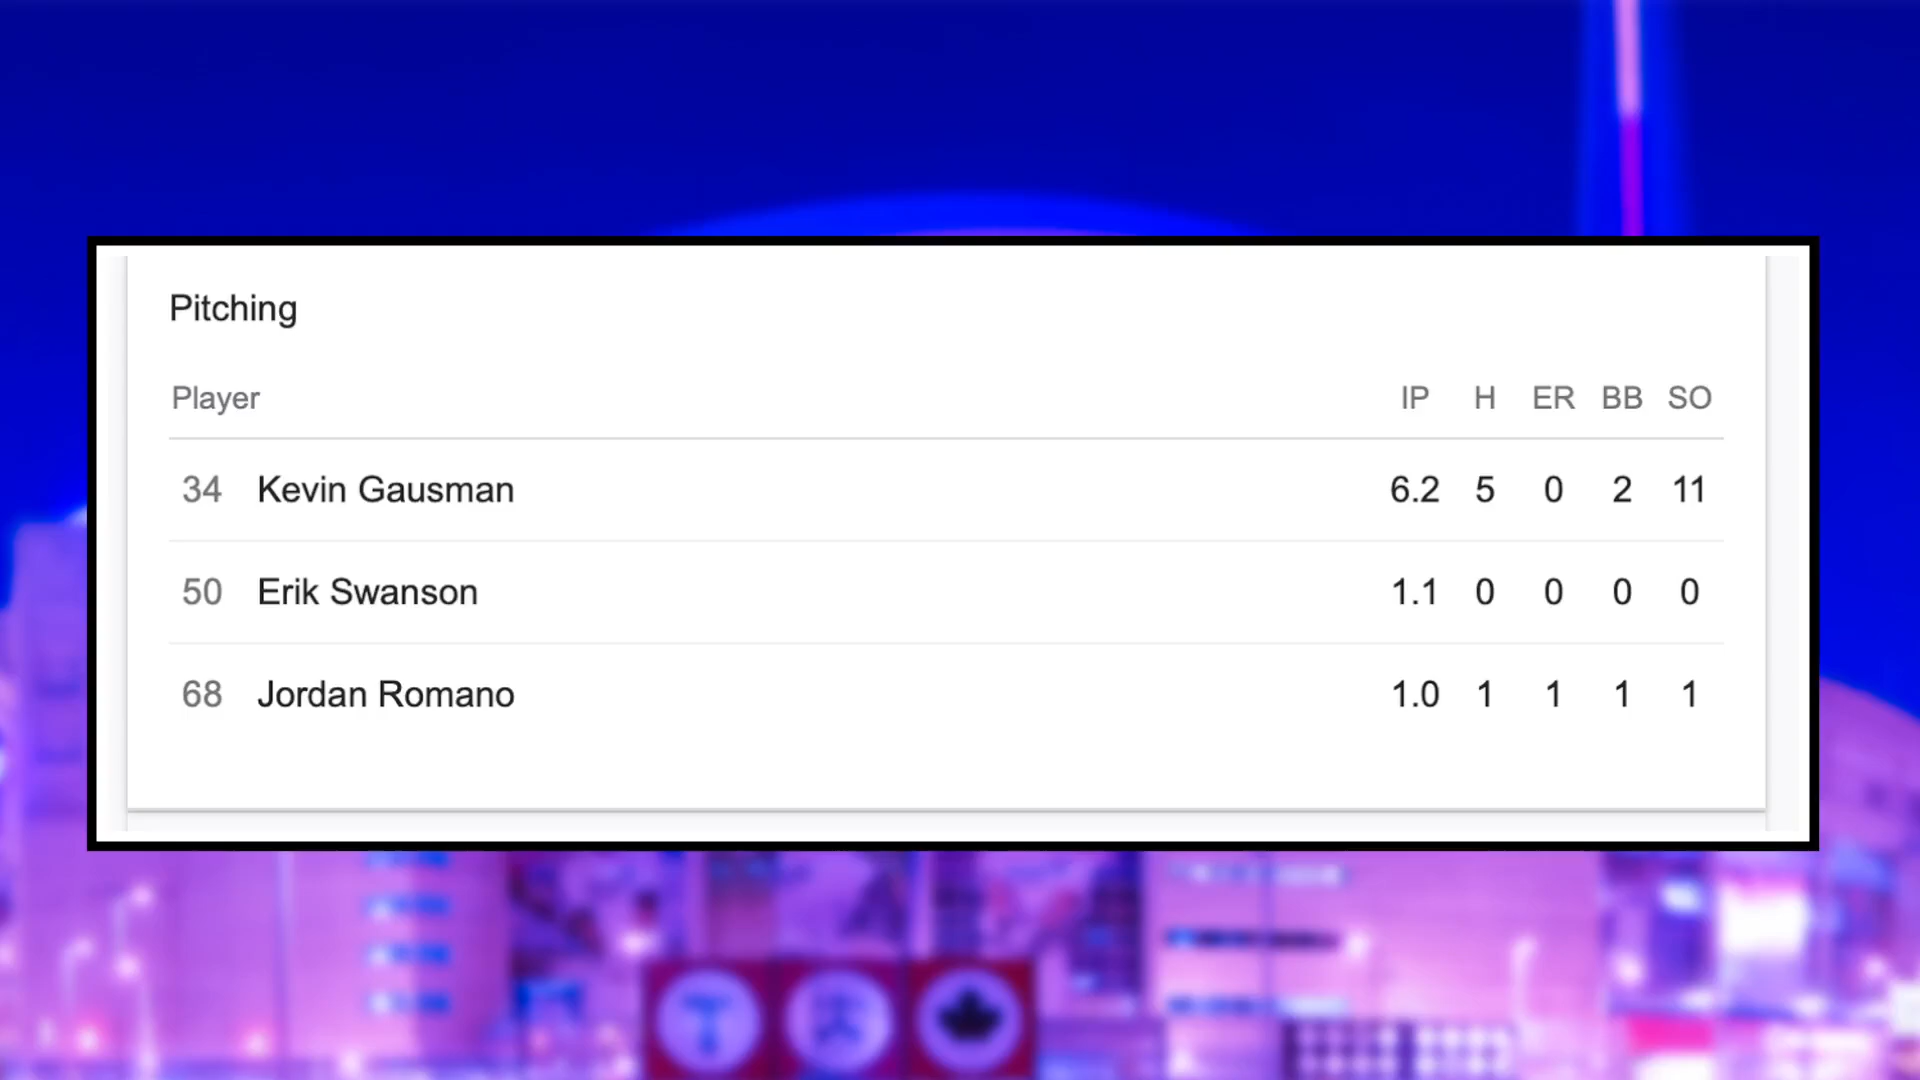 Pitching
Player IP H ER BB SO
34 Kevin Gausman 6.2 5 0 2 11
50 Erik Swanson 1.1 0 0 0 0
68 Jordan Romano 1.0 1 1 1 1